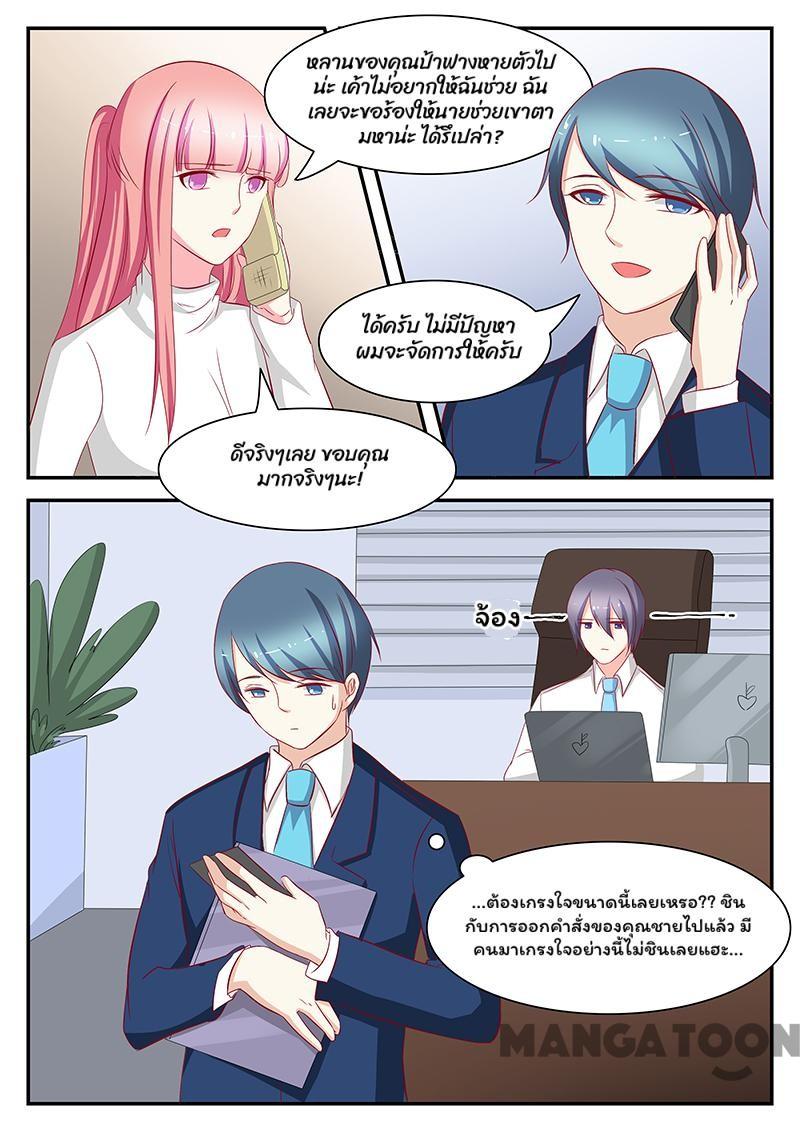 หลานของคุณป้าฟางหายตัวไป
น่ะ เค้าไม่อยากให้ฉันช่วย ฉัน
เลยจะขอร้องให้นายช่วยเขาตา
มหาน่ะ ได้รึเปล่า?
ได้ครับ ไม่มีปัญหา
ผมจะจัดการให้ครับ
ดีจริงๆเลย ขอบคุณ
มากจริงๆนะ!
จ้อง
...ต้องเกรงใจขนาดนี้เลยเหรอ?? ชิน
กับการออกคำสั่งของคุณชายไปแล้ว มี
คนมาเกรงใจอย่างนี้ไม่ชินเลยแฮะ...
MANGATOON